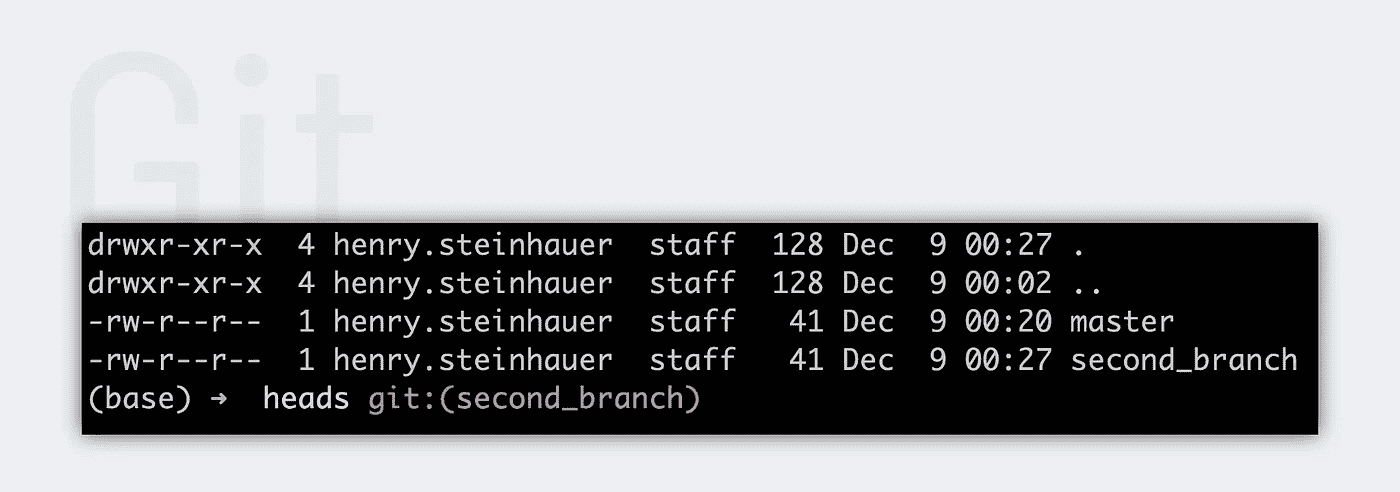 Git
drwxr-xr-x  4 henry.steinhauer  staff  128 Dec  9 00:27 .
drwxr-xr-x  4 henry.steinhauer  staff  128 Dec  9 00:02 ..
-rw-r--r--  1 henry.steinhauer  staff   41 Dec  9 00:20 master
-rw-r--r--  1 henry.steinhauer  staff   41 Dec  9 00:27 second_branch
(base) →  heads git:(second_branch)